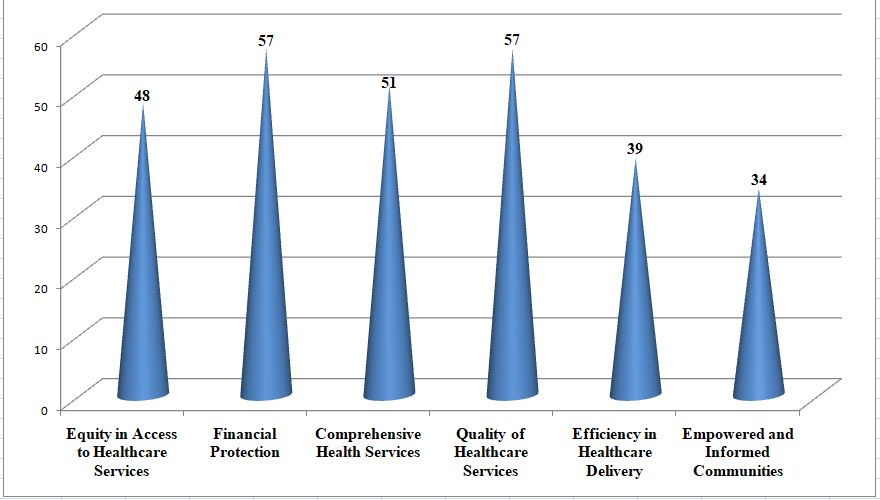 60
50
40
30
20
10
0
48
57
51
57
39
34
Equity in Access
to Healthcare
Services
Financial
Protection
Comprehensive
Health Services
Quality of
Healthcare
Services
Efficiency in
Healthcare
Delivery
Empowered and
Informed
Communities